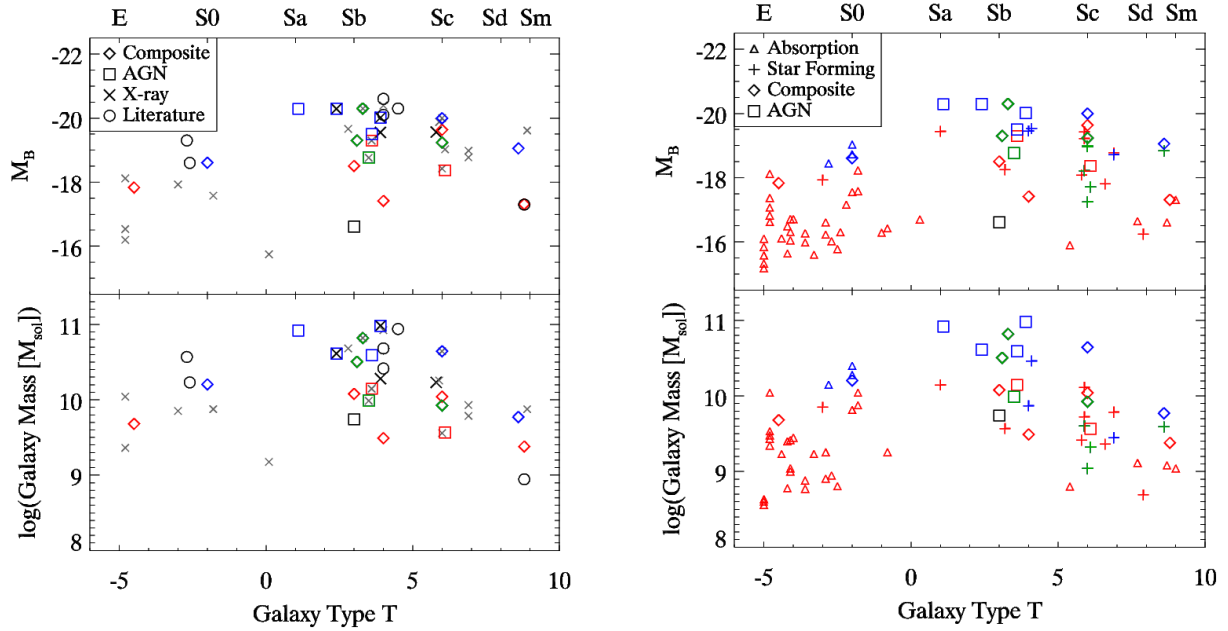 E S0 Sa Sb Sc Sd Sm
-22
-20
-18
-16
M_B
Composite
AGN
X-ray
Literature
11
10
9
8
log(Galaxy Mass [M_sol])
-5 0 5 10
Galaxy Type T
E S0 Sa Sb Sc Sd Sm
-22
-20
-18
-16
M_B
Absorption
Star Forming
Composite
AGN
11
10
9
8
log(Galaxy Mass [M_sol])
-5 0 5 10
Galaxy Type T